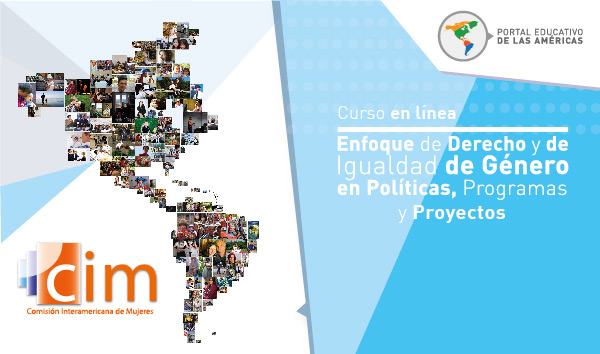 PORTAL EDUCATIVO
DE LAS AMÉRICAS
Curso en línea
Enfoque de Derecho y de
Igualdad de Género
en Políticas, Programas
y Proyectos
cim
Comisión Interamericana de Mujeres